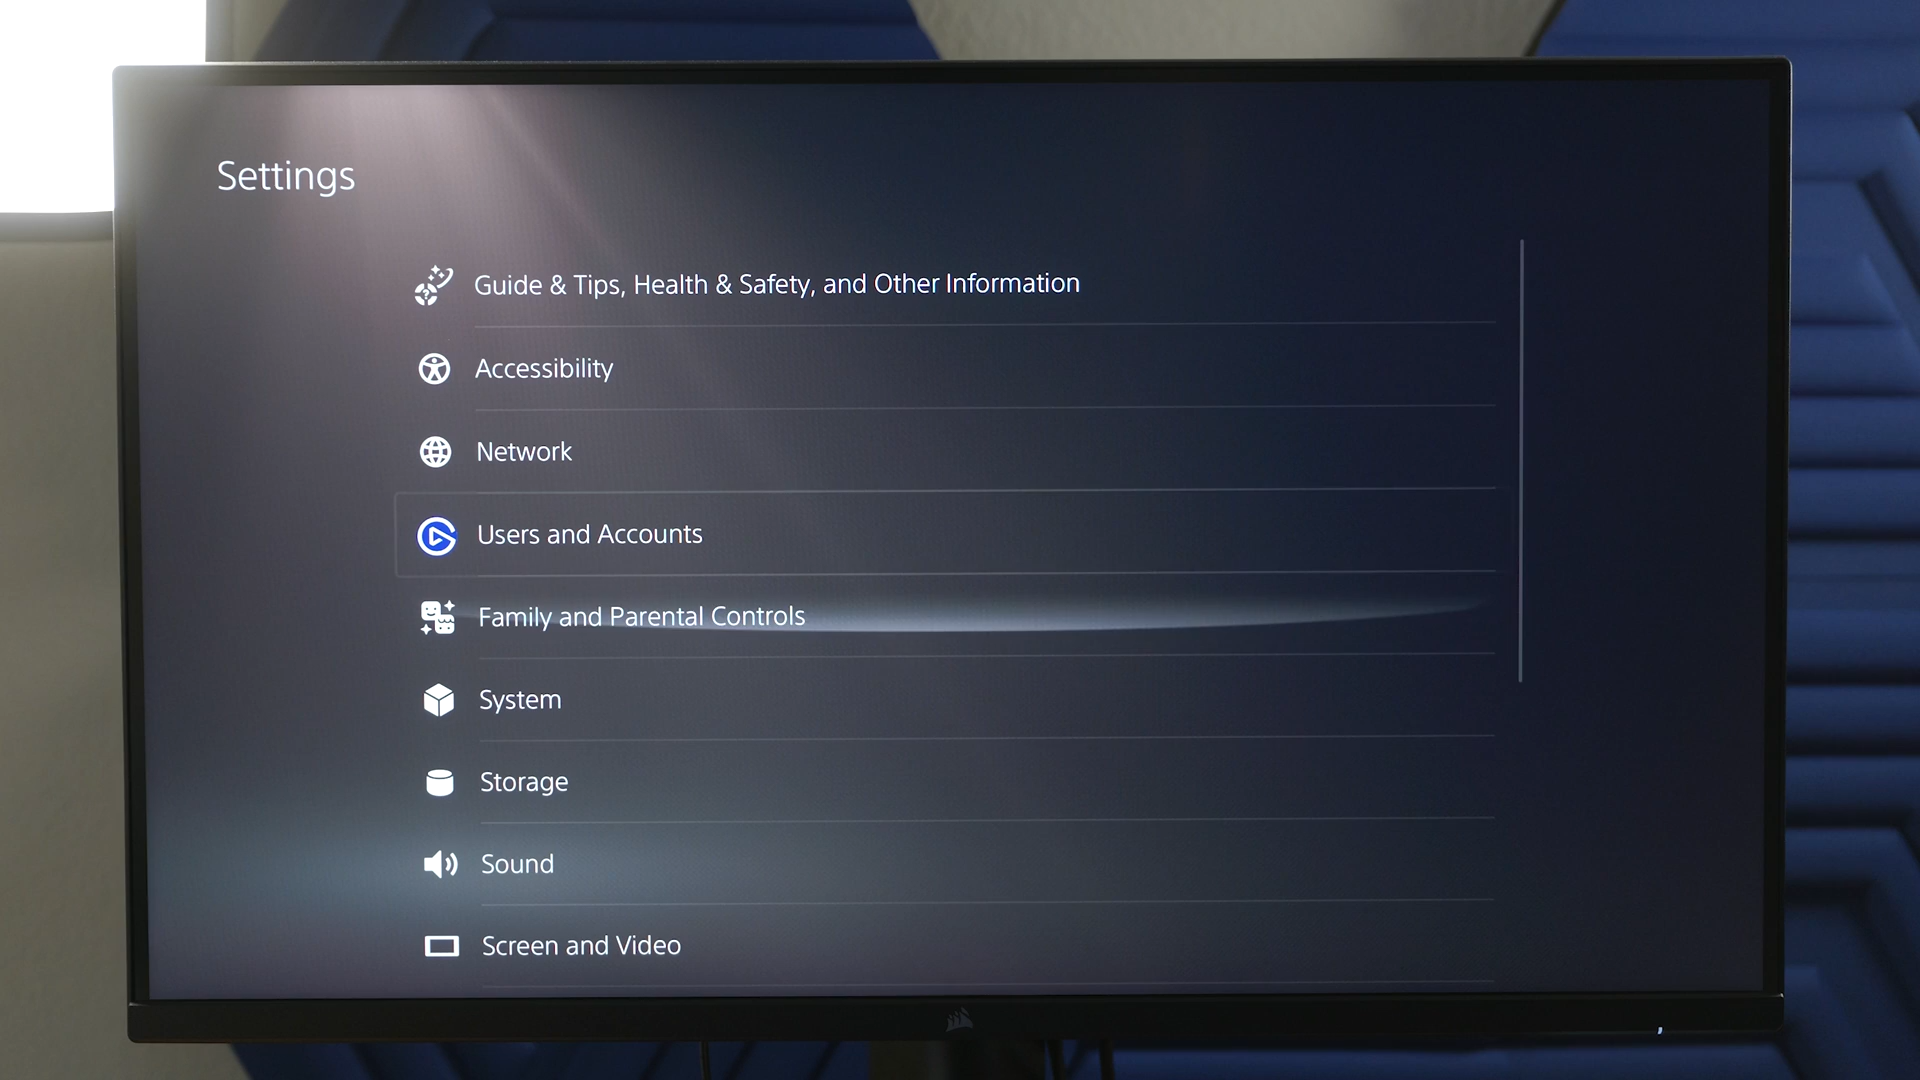 Settings
Guide & Tips, Health & Safety, and Other Information
Accessibility
Network
Users and Accounts
Family and Parental Controls
System
Storage
Sound
Screen and Video